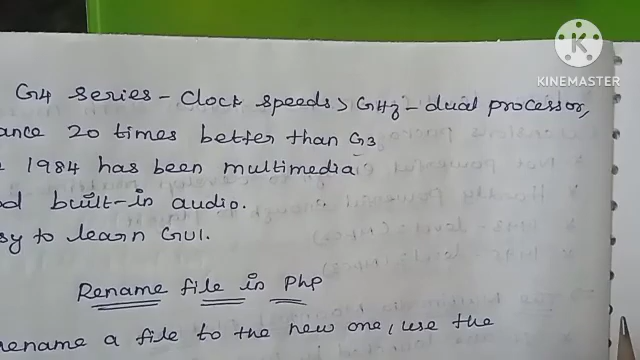 KINEMASTER
G4 series - Clock speeds > GHz - dual processor,
ance 20 times better than G3
1984 has been multimedia
built-in audio.
sy to learn GUI.
Rename file in PHP
rename a file to the new one, use the